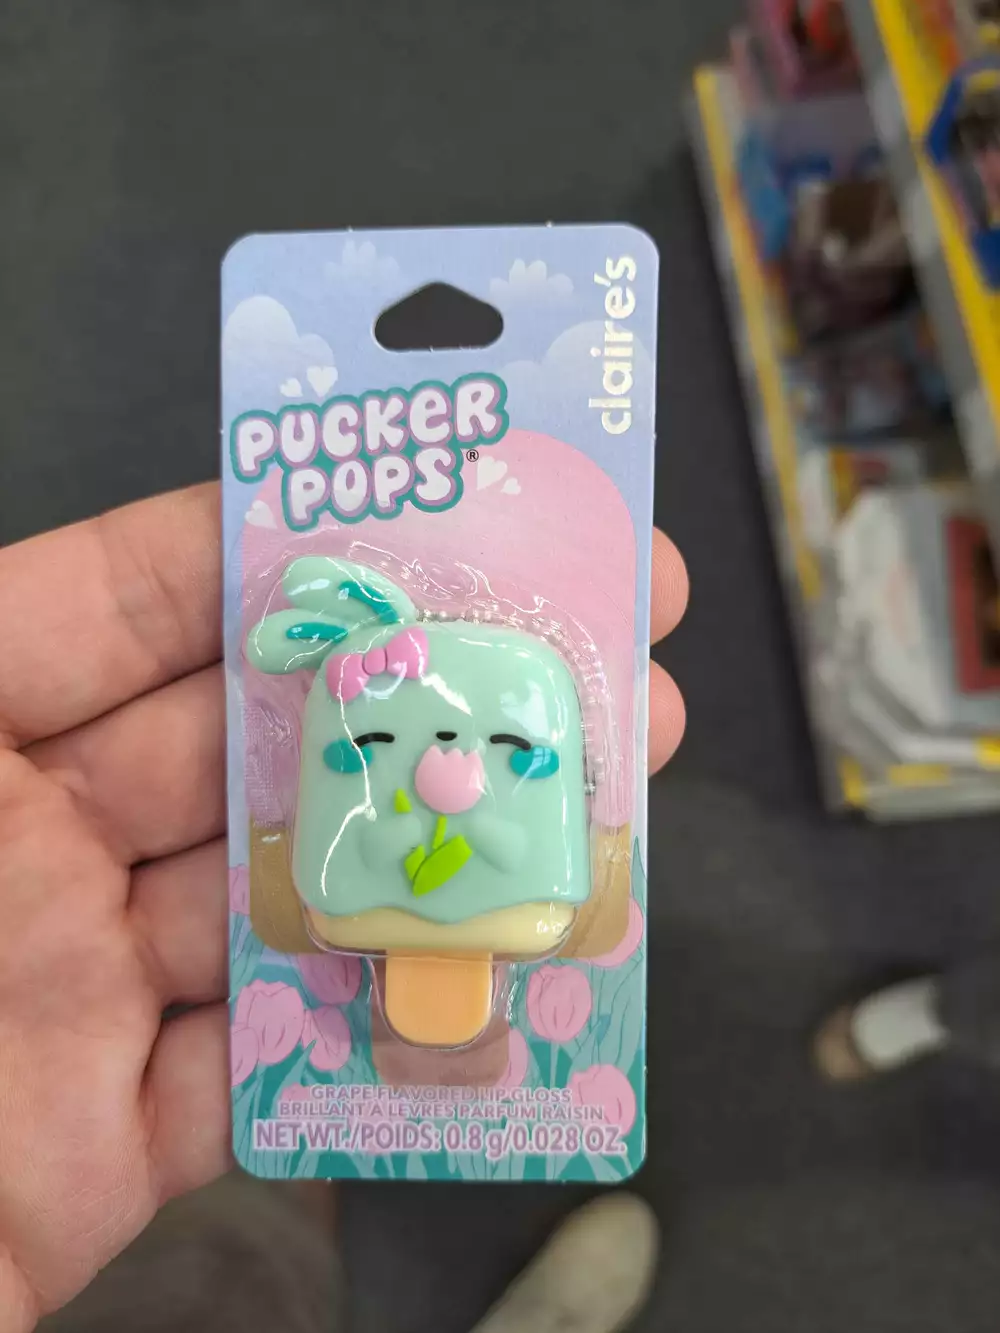 claire's
PUCKER
POPS®
GRAPE FLAVORED LIP GLOSS
BRILLANT À LÈVRES PARFUM RAISIN
NET WT./POIDS: 0.8 g/0.028 OZ.